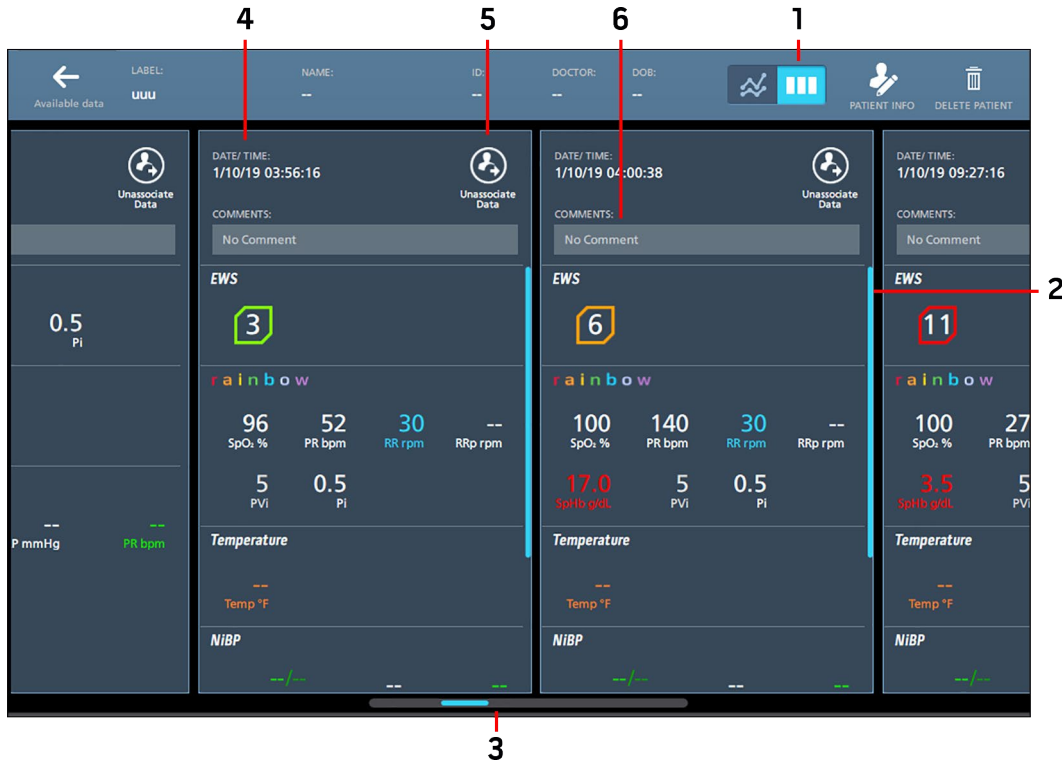 4 5 6 1
LABEL: NAME: ID: DOCTOR: DOB:
uuu -- -- -- --
Available data PATIENT INFO DELETE PATIENT
DATE/ TIME: DATE/ TIME: DATE/ TIME:
1/10/19 03:56:16 1/10/19 04:00:38 1/10/19 09:27:16
Unassociate Unassociate Unassociate
Data Data Data
COMMENTS: COMMENTS: COMMENTS:
No Comment No Comment No Comment
EWS EWS EWS
2
0.5 3 6 11
Pi
rainbow rainbow rainbow
96 52 30 -- 100 140 30 -- 100 27
SpO₂ % PR bpm RR rpm RRp rpm SpO₂ % PR bpm RR rpm RRp rpm SpO₂ % PR bpm
5 0.5 17.0 5 0.5 3.5 5
PVi Pi SpHb g/dL PVi Pi SpHb g/dL PVi
-- --
P mmHg PR bpm Temperature Temperature Temperature
-- -- --
Temp °F Temp °F Temp °F
NiBP NiBP NiBP
--/-- -- -- --/-- -- -- --/--
3